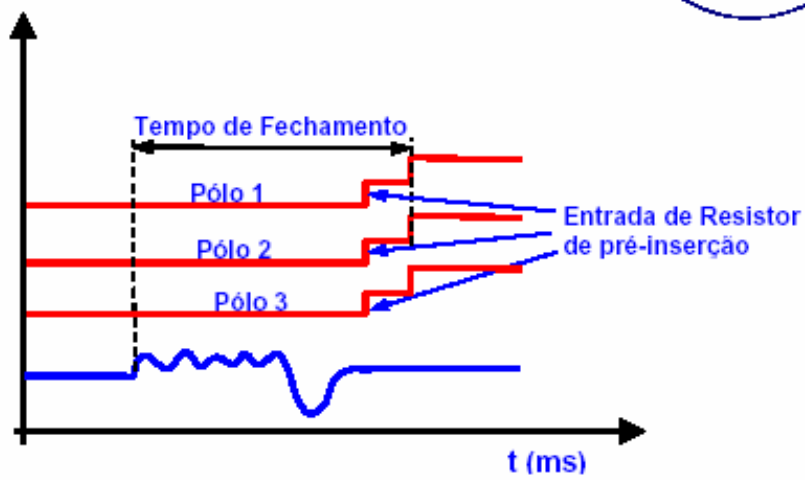 Tempo de Fechamento
Pólo 1
Pólo 2
Pólo 3
Entrada de Resistor
de pré-inserção
t (ms)